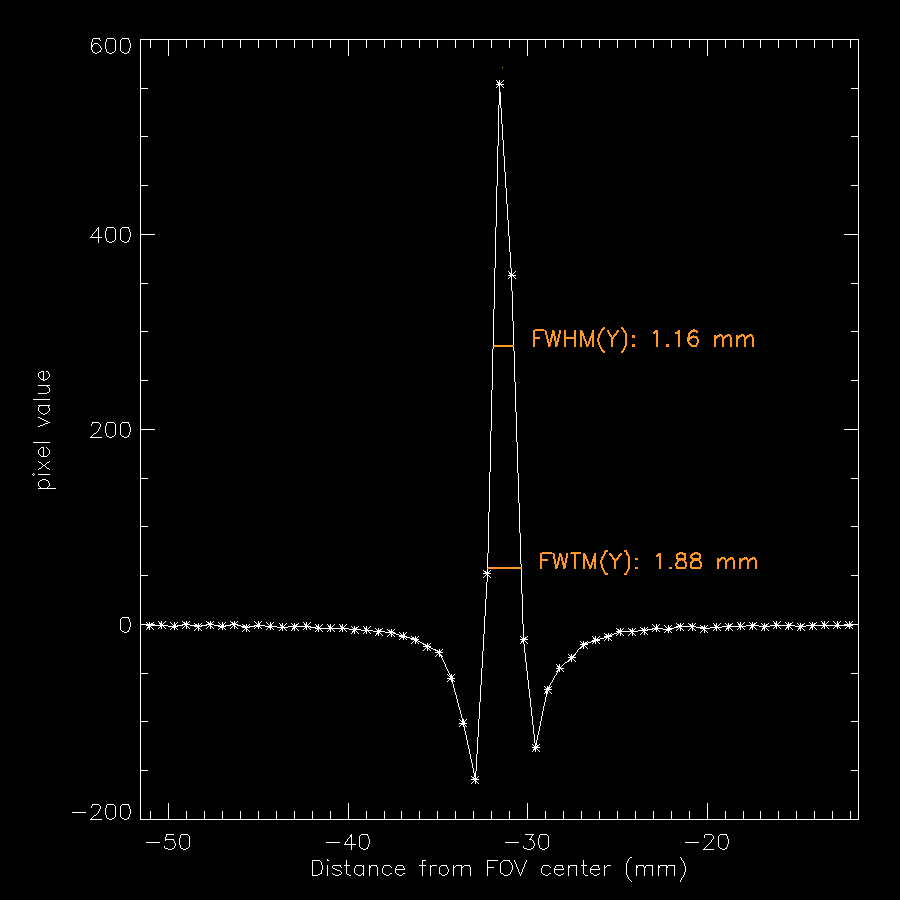 600
400
FWHM(Y): 1.16 mm
pixel value
200
FWTM(Y): 1.88 mm
0
-200
-50 -40 -30 -20
Distance from FOV center (mm)